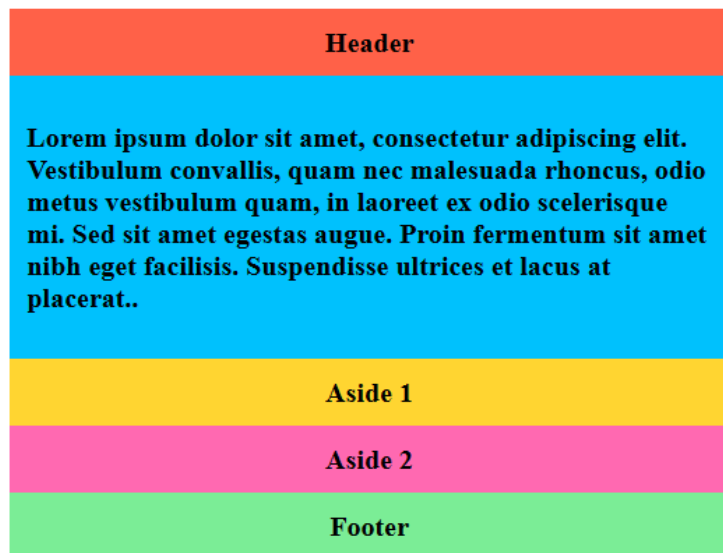 Header
Lorem ipsum dolor sit amet, consectetur adipiscing elit.
Vestibulum convallis, quam nec malesuada rhoncus, odio
metus vestibulum quam, in laoreet ex odio scelerisque
mi. Sed sit amet egestas augue. Proin fermentum sit amet
nibh eget facilisis. Suspendisse ultrices et lacus at
placerat..
Aside 1
Aside 2
Footer